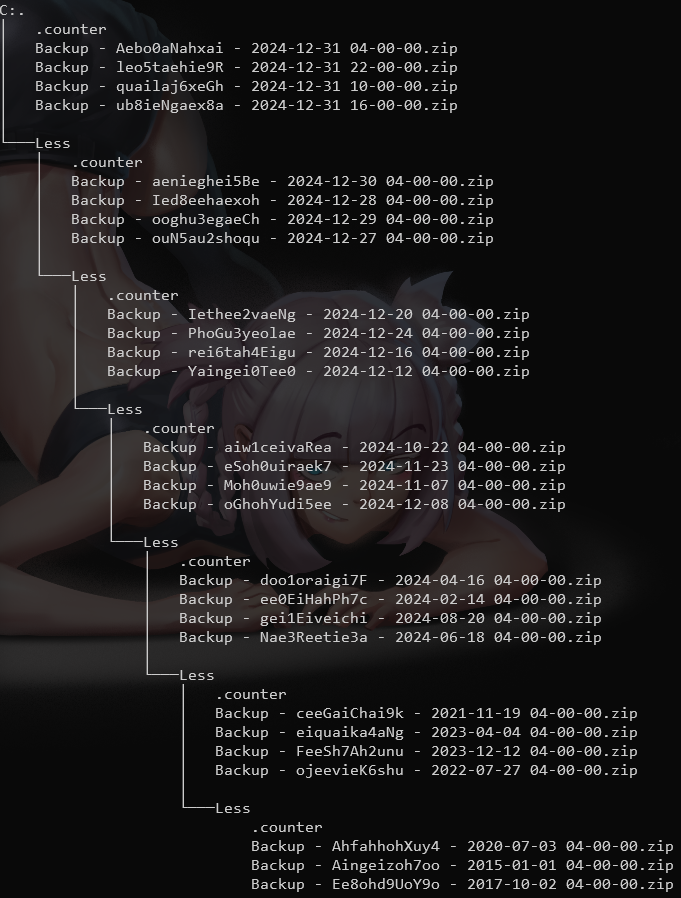 C:.
.counter
Backup - Aebo0aNahxai - 2024-12-31 04-00-00.zip
Backup - leo5taehie9R - 2024-12-31 22-00-00.zip
Backup - quailaj6xeGh - 2024-12-31 10-00-00.zip
Backup - ub8ieNgaex8a - 2024-12-31 16-00-00.zip
Less
.counter
Backup - aenieghei5Be - 2024-12-30 04-00-00.zip
Backup - Ied8eehaexoh - 2024-12-28 04-00-00.zip
Backup - ooghu3egaeCh - 2024-12-29 04-00-00.zip
Backup - ouN5au2shoqu - 2024-12-27 04-00-00.zip
Less
.counter
Backup - Iethee2vaeNg - 2024-12-20 04-00-00.zip
Backup - PhoGu3yeolae - 2024-12-24 04-00-00.zip
Backup - rei6tah4Eigu - 2024-12-16 04-00-00.zip
Backup - Yaingei0Tee0 - 2024-12-12 04-00-00.zip
Less
.counter
Backup - aiw1ceivaRea - 2024-10-22 04-00-00.zip
Backup - eSoh0uiraek7 - 2024-11-23 04-00-00.zip
Backup - Moh0uwie9ae9 - 2024-11-07 04-00-00.zip
Backup - oGhohYudi5ee - 2024-12-08 04-00-00.zip
Less
.counter
Backup - doo1oraigi7F - 2024-04-16 04-00-00.zip
Backup - ee0EiHahPh7c - 2024-02-14 04-00-00.zip
Backup - gei1Eiveichi - 2024-08-20 04-00-00.zip
Backup - Nae3Reetie3a - 2024-06-18 04-00-00.zip
Less
.counter
Backup - ceeGaiChai9k - 2021-11-19 04-00-00.zip
Backup - eiquaika4aNg - 2023-04-04 04-00-00.zip
Backup - FeeSh7Ah2unu - 2023-12-12 04-00-00.zip
Backup - ojeevieK6shu - 2022-07-27 04-00-00.zip
Less
.counter
Backup - AhfahhohXuy4 - 2020-07-03 04-00-00.zip
Backup - Aingeizoh7oo - 2015-01-01 04-00-00.zip
Backup - Ee8ohd9UoY9o - 2017-10-02 04-00-00.zip